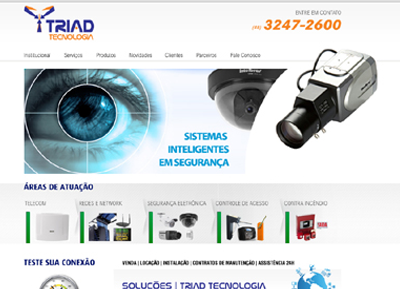 TRIAD
TECNOLOGIA
ENTRE EM CONTATO
3247-2600
Institucional Serviços Produtos Novidades Clientes Parceiros Fale Conosco
SISTEMAS
INTELIGENTES
EM SEGURANÇA
ÁREAS DE ATUAÇÃO
TELECOM REDES E NETWORK SEGURANÇA ELETRÔNICA CONTROLE DE ACESSO CONTRA INCÊNDIO
TESTE SUA CONEXÃO
VENDA | LOCAÇÃO | INSTALAÇÃO | CONTRATOS DE MANUTENÇÃO | ASSISTÊNCIA 24H
SOLUÇÕES | TRIAD TECNOLOGIA